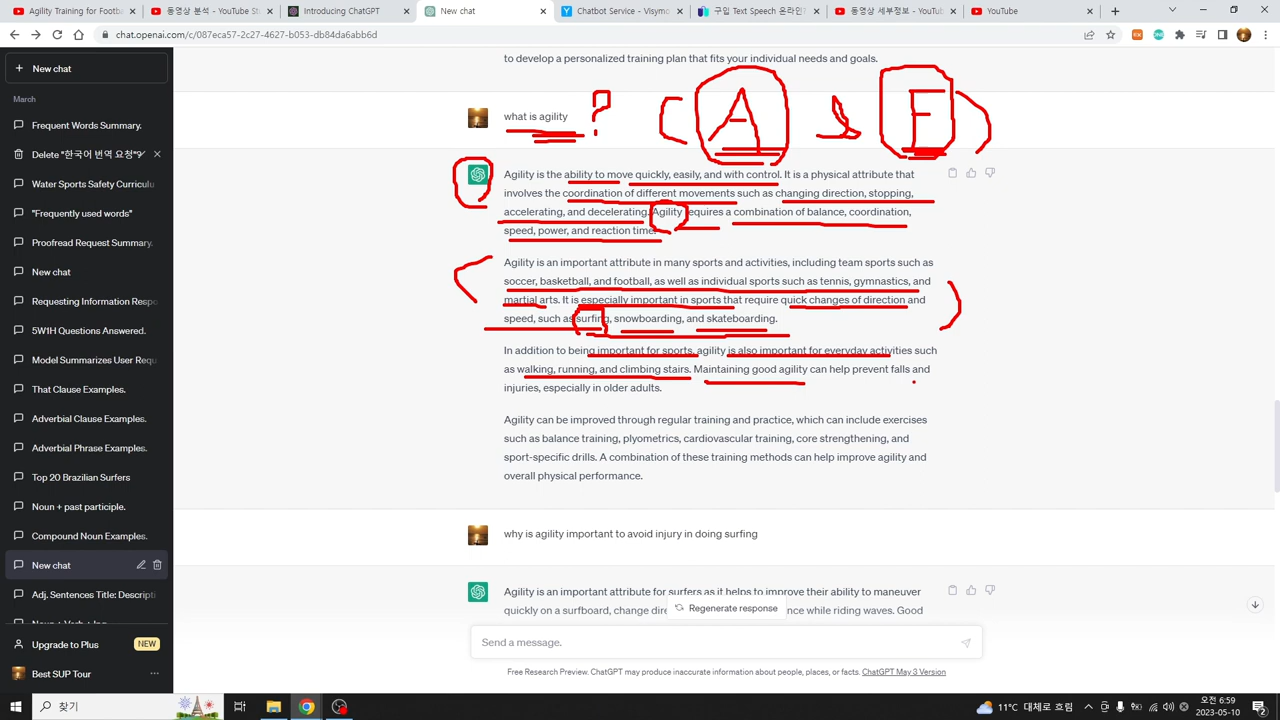 Agility Training for Footba
동영상 분석 - YouTube St
Introducing ChatGPT
New chat
Chatbot Service - Visymo
구입 Text Speech 온라인
동영상 세부정보 - YouTub
YouTube
chat.openai.com/c/087eca57-2c27-4627-b053-db84da6abb6d
New chat
March
Frequent Words Summary.
Delete "한국어 번역 요청"9
Water Sports Safety Curriculu
"Frequently used words"
Proofread Request Summary.
New chat
Requesting Information Respo
5W1H Questions Answered.
Model Summarizes User Requ
That Clause Examples.
Adverbial Clause Examples.
Adverbial Phrase Examples.
Top 20 Brazilian Surfers
Noun + past participle.
Compound Noun Examples.
New chat
Adj. Sentences Title: Descripti
Noun + Verb + Ing
Upgrade to Plus NEW
Best SUP Tour
to develop a personalized training plan that fits your individual needs and goals.
what is agility ? ( A E )
Agility is the ability to move quickly, easily, and with control. It is a physical attribute that
involves the coordination of different movements such as changing direction, stopping,
accelerating, and decelerating. Agility requires a combination of balance, coordination,
speed, power, and reaction time.
Agility is an important attribute in many sports and activities, including team sports such as
soccer, basketball, and football, as well as individual sports such as tennis, gymnastics, and
martial arts. It is especially important in sports that require quick changes of direction and
speed, such as surfing, snowboarding, and skateboarding.
In addition to being important for sports, agility is also important for everyday activities such
as walking, running, and climbing stairs. Maintaining good agility can help prevent falls and
injuries, especially in older adults.
Agility can be improved through regular training and practice, which can include exercises
such as balance training, plyometrics, cardiovascular training, core strengthening, and
sport-specific drills. A combination of these training methods can help improve agility and
overall physical performance.
why is agility important to avoid injury in doing surfing
Agility is an important attribute for surfers as it helps to improve their ability to maneuver
quickly on a surfboard, change dire
nce while riding waves. Good
Regenerate response
Send a message.
Free Research Preview. ChatGPT may produce inaccurate information about people, places, or facts. ChatGPT May 3 Version
찾기
11°C 대체로 흐림
오전 6:59
2023-05-10